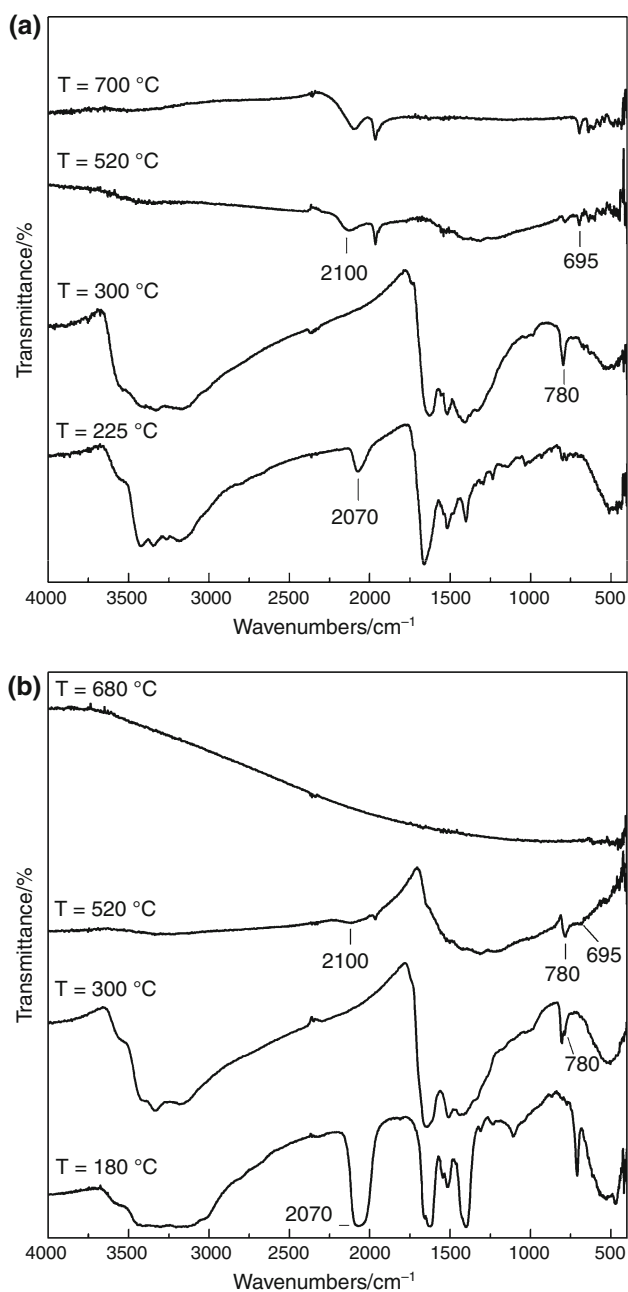 (a)
T = 700 °C
T = 520 °C
2100
695
T = 300 °C
780
T = 225 °C
2070
Transmittance/%
4000 3500 3000 2500 2000 1500 1000 500
Wavenumbers/cm⁻¹
(b)
T = 680 °C
T = 520 °C
2100
780
695
T = 300 °C
780
T = 180 °C
2070
Transmittance/%
4000 3500 3000 2500 2000 1500 1000 500
Wavenumbers/cm⁻¹